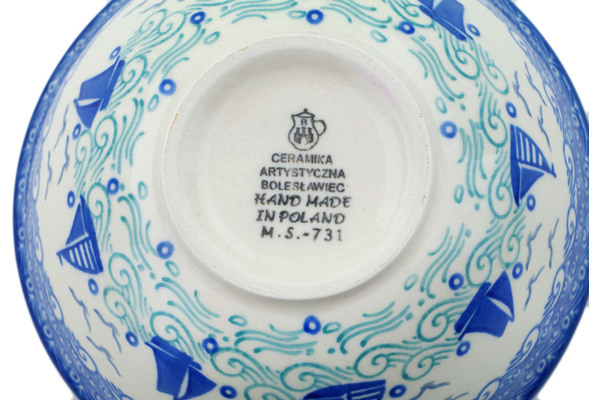 B
CERAMIKA
ARTYSTYCZNA
BOLESŁAWIEC
HAND MADE
IN POLAND
M.S.-731